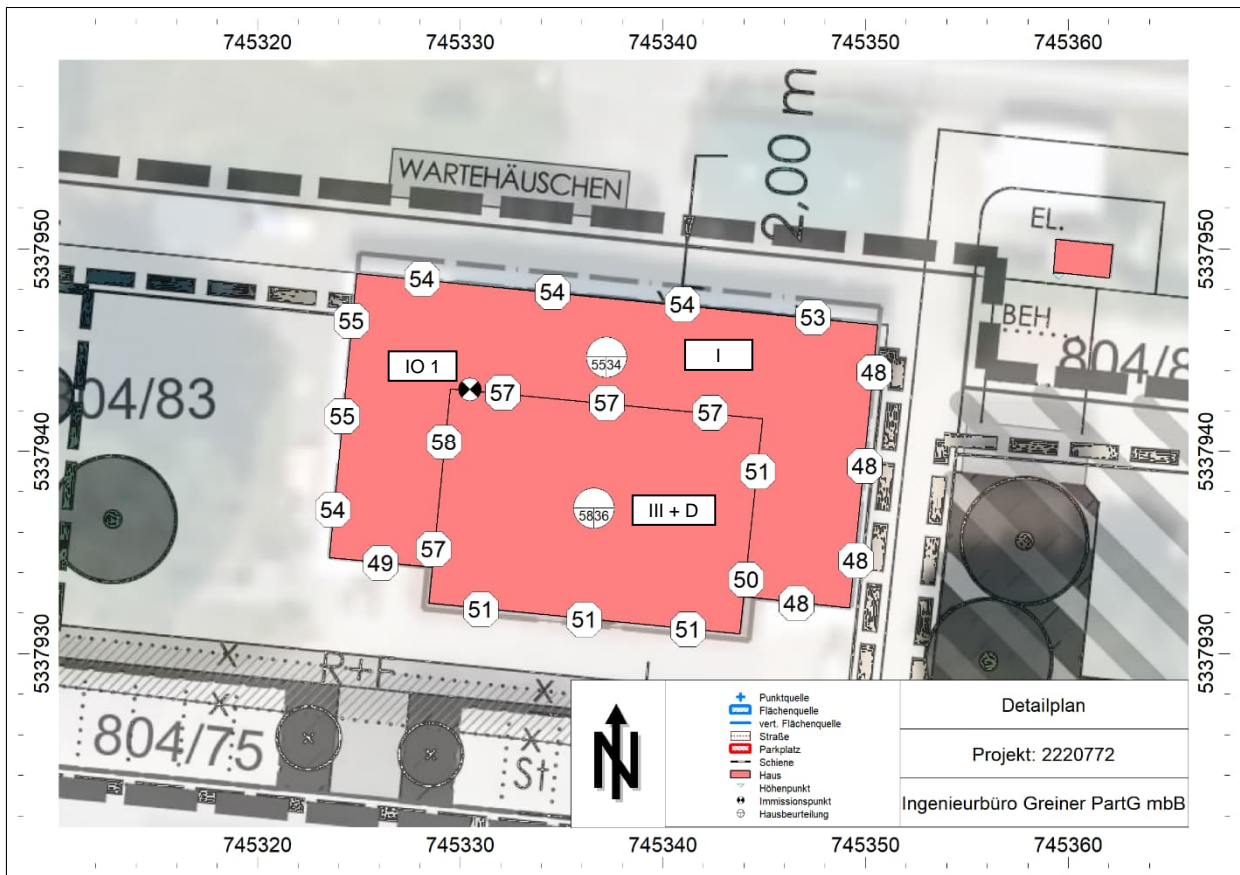 745320 745330 745340 745350 745360
5337950
5337940
5337930
5337950
5337940
5337930
WARTEHÄUSCHEN
2,00 m
EL.
TBEH
804/8
804/83
804/75
R+F
St
54 54 54 53
55 55 54
49
IO 1
5534
I
57 57 57
58
57
51
50
5836
III + D
48 48 48
48
51 51 51
Punktquelle
Flächenquelle
vert. Flächenquelle
Straße
Parkplatz
Schiene
Haus
Höhenpunkt
Immissionspunkt
Hausbeurteilung
N
Detailplan
Projekt: 2220772
Ingenieurbüro Greiner PartG mbB
745320 745330 745340 745350 745360